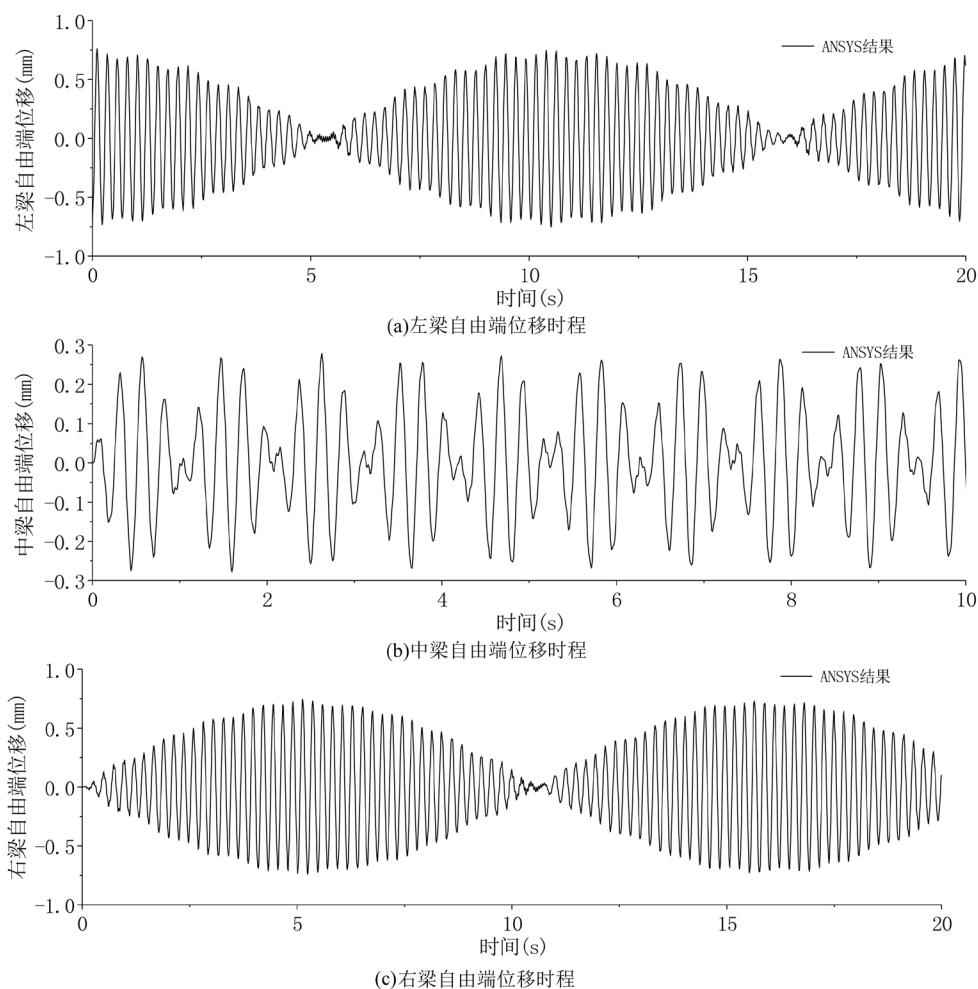 1.0
0.5
0.0
-0.5
-1.0
左梁自由端位移(mm)
ANSYS结果
0 5 10 15 20
时间(s)
(a)左梁自由端位移时程
0.3
0.2
0.1
0.0
-0.1
-0.2
-0.3
中梁自由端位移(mm)
ANSYS结果
0 2 4 6 8 10
时间(s)
(b)中梁自由端位移时程
1.0
0.5
0.0
-0.5
-1.0
右梁自由端位移(mm)
ANSYS结果
0 5 10 15 20
时间(s)
(c)右梁自由端位移时程